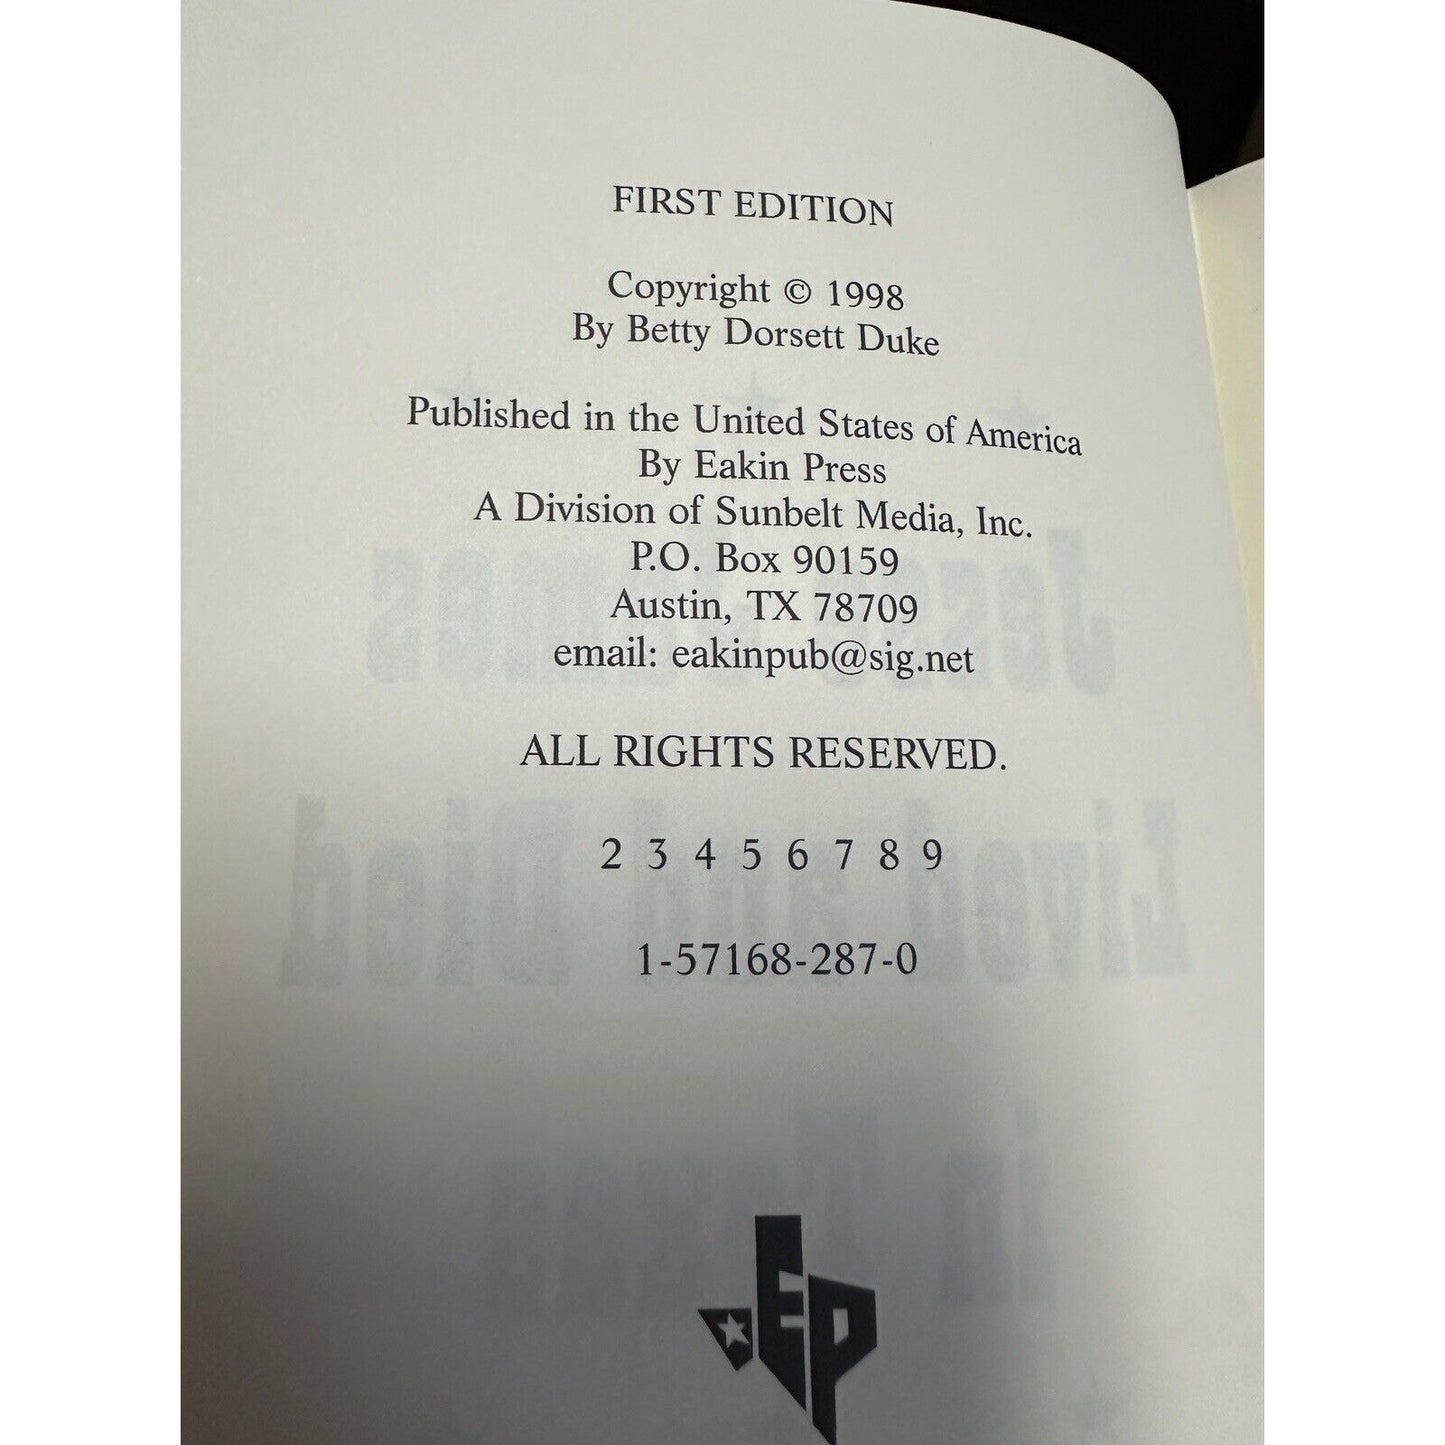 FIRST EDITION
Copyright © 1998
By Betty Dorsett Duke
Published in the United States of America
By Eakin Press
A Division of Sunbelt Media, Inc.
P.O. Box 90159
Austin, TX 78709
email: eakinpub@sig.net
ALL RIGHTS RESERVED.
2 3 4 5 6 7 8 9
1-57168-287-0
EP